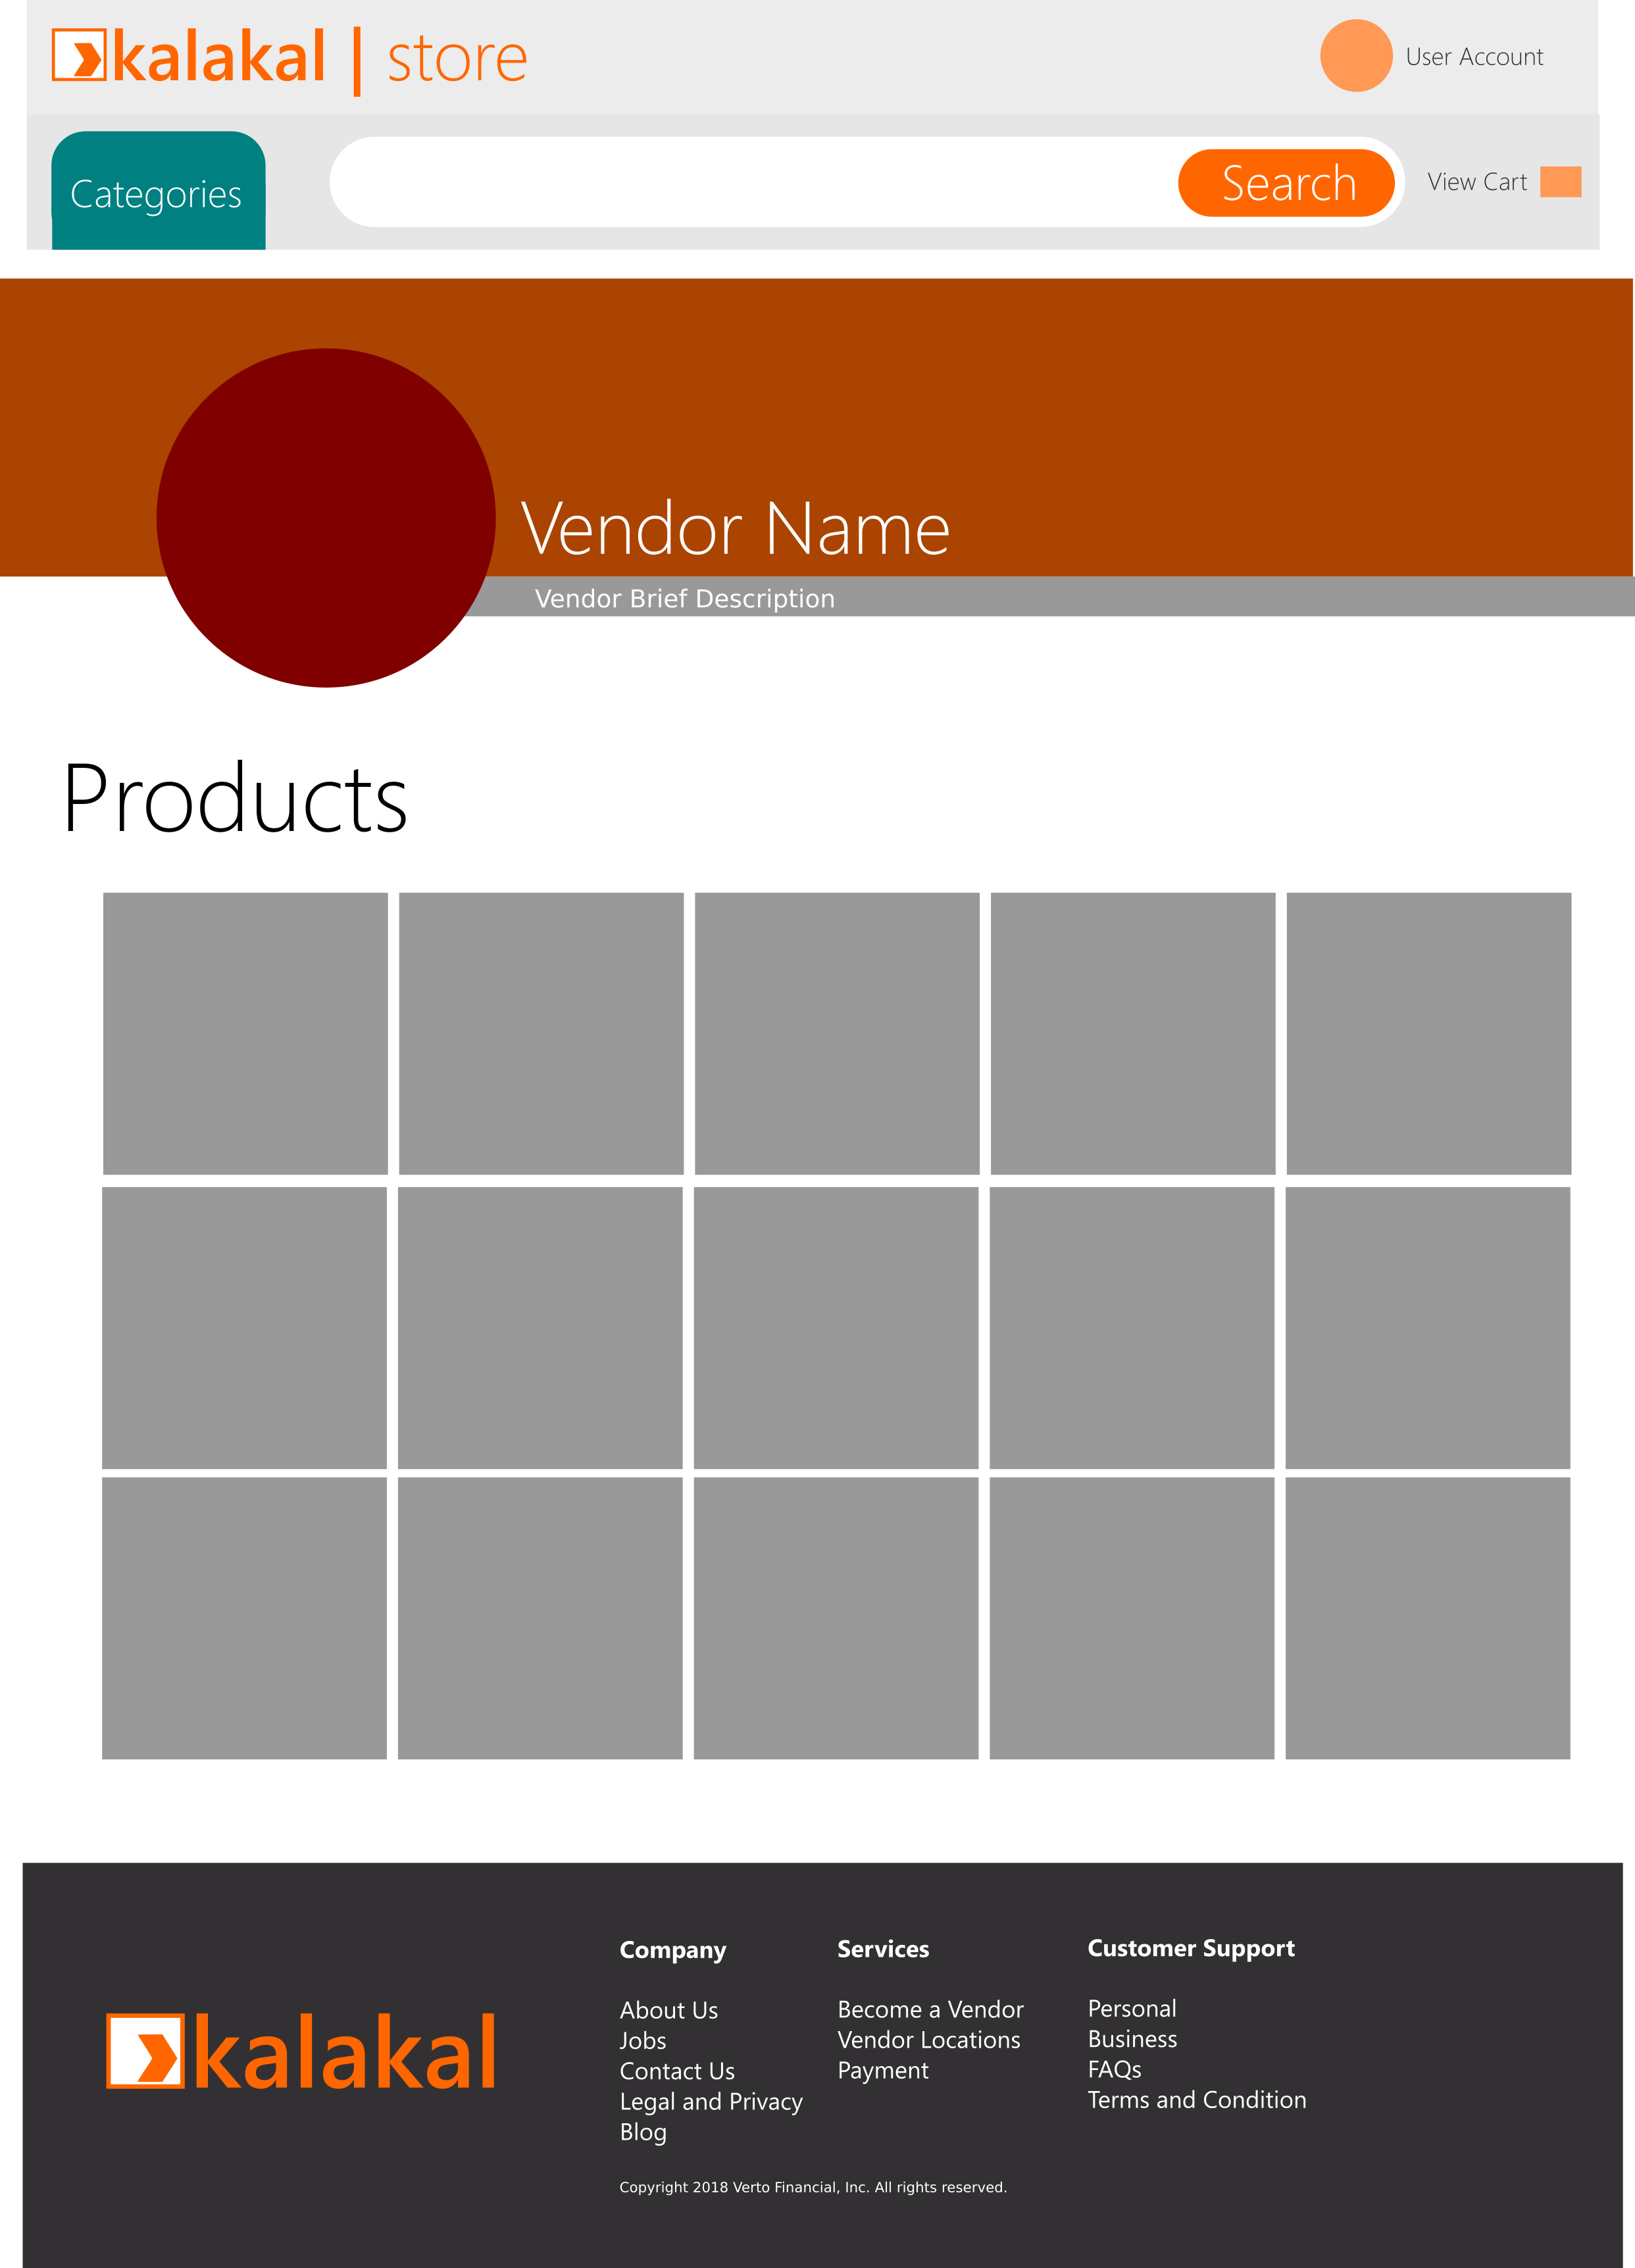 kalakal | store
User Account
Categories
Search
View Cart
Vendor Name
Vendor Brief Description
Products
kalakal
Company
About Us
Jobs
Contact Us
Legal and Privacy
Blog
Services
Become a Vendor
Vendor Locations
Payment
Customer Support
Personal
Business
FAQs
Terms and Condition
Copyright 2018 Verto Financial, Inc. All rights reserved.